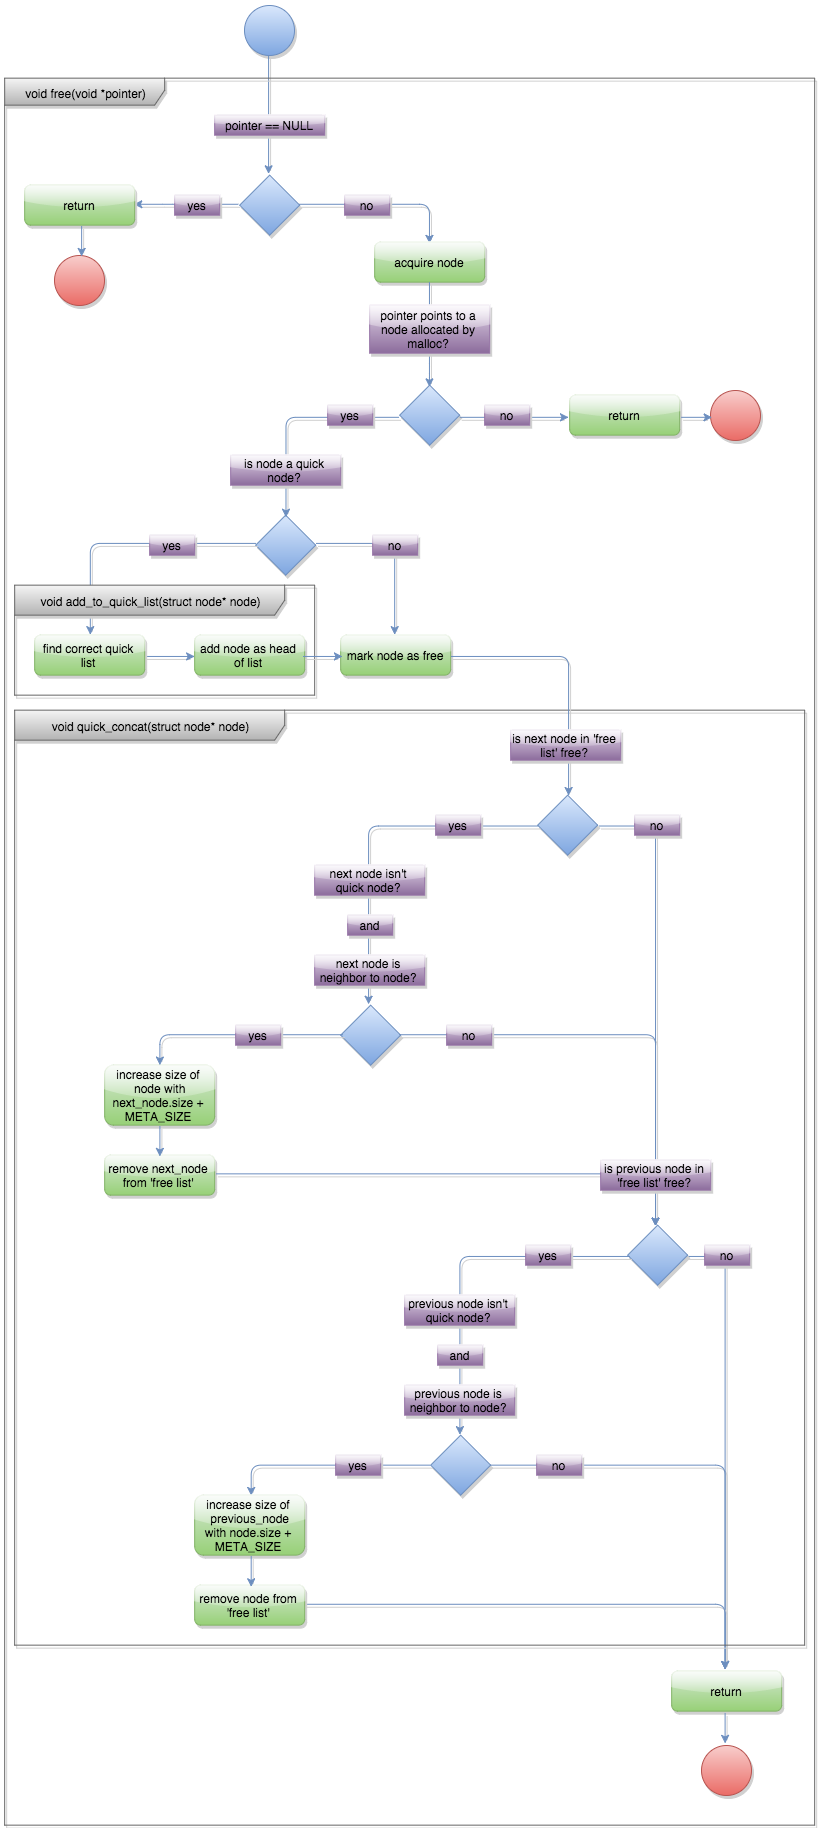 void free(void *pointer)
pointer == NULL
return
yes
no
acquire node
pointer points to a
node allocated by
malloc?
yes
no
return
is node a quick
node?
yes
no
void add_to_quick_list(struct node* node)
find correct quick
list
add node as head
of list
mark node as free
void quick_concat(struct node* node)
is next node in 'free
list' free?
yes
no
next node isn't
quick node?
and
next node is
neighbor to node?
yes
no
increase size of
node with
next_node.size +
META_SIZE
remove next_node
from 'free list'
is previous node in
'free list' free?
yes
no
previous node isn't
quick node?
and
previous node is
neighbor to node?
yes
no
increase size of
previous_node
with node.size +
META_SIZE
remove node from
'free list'
return